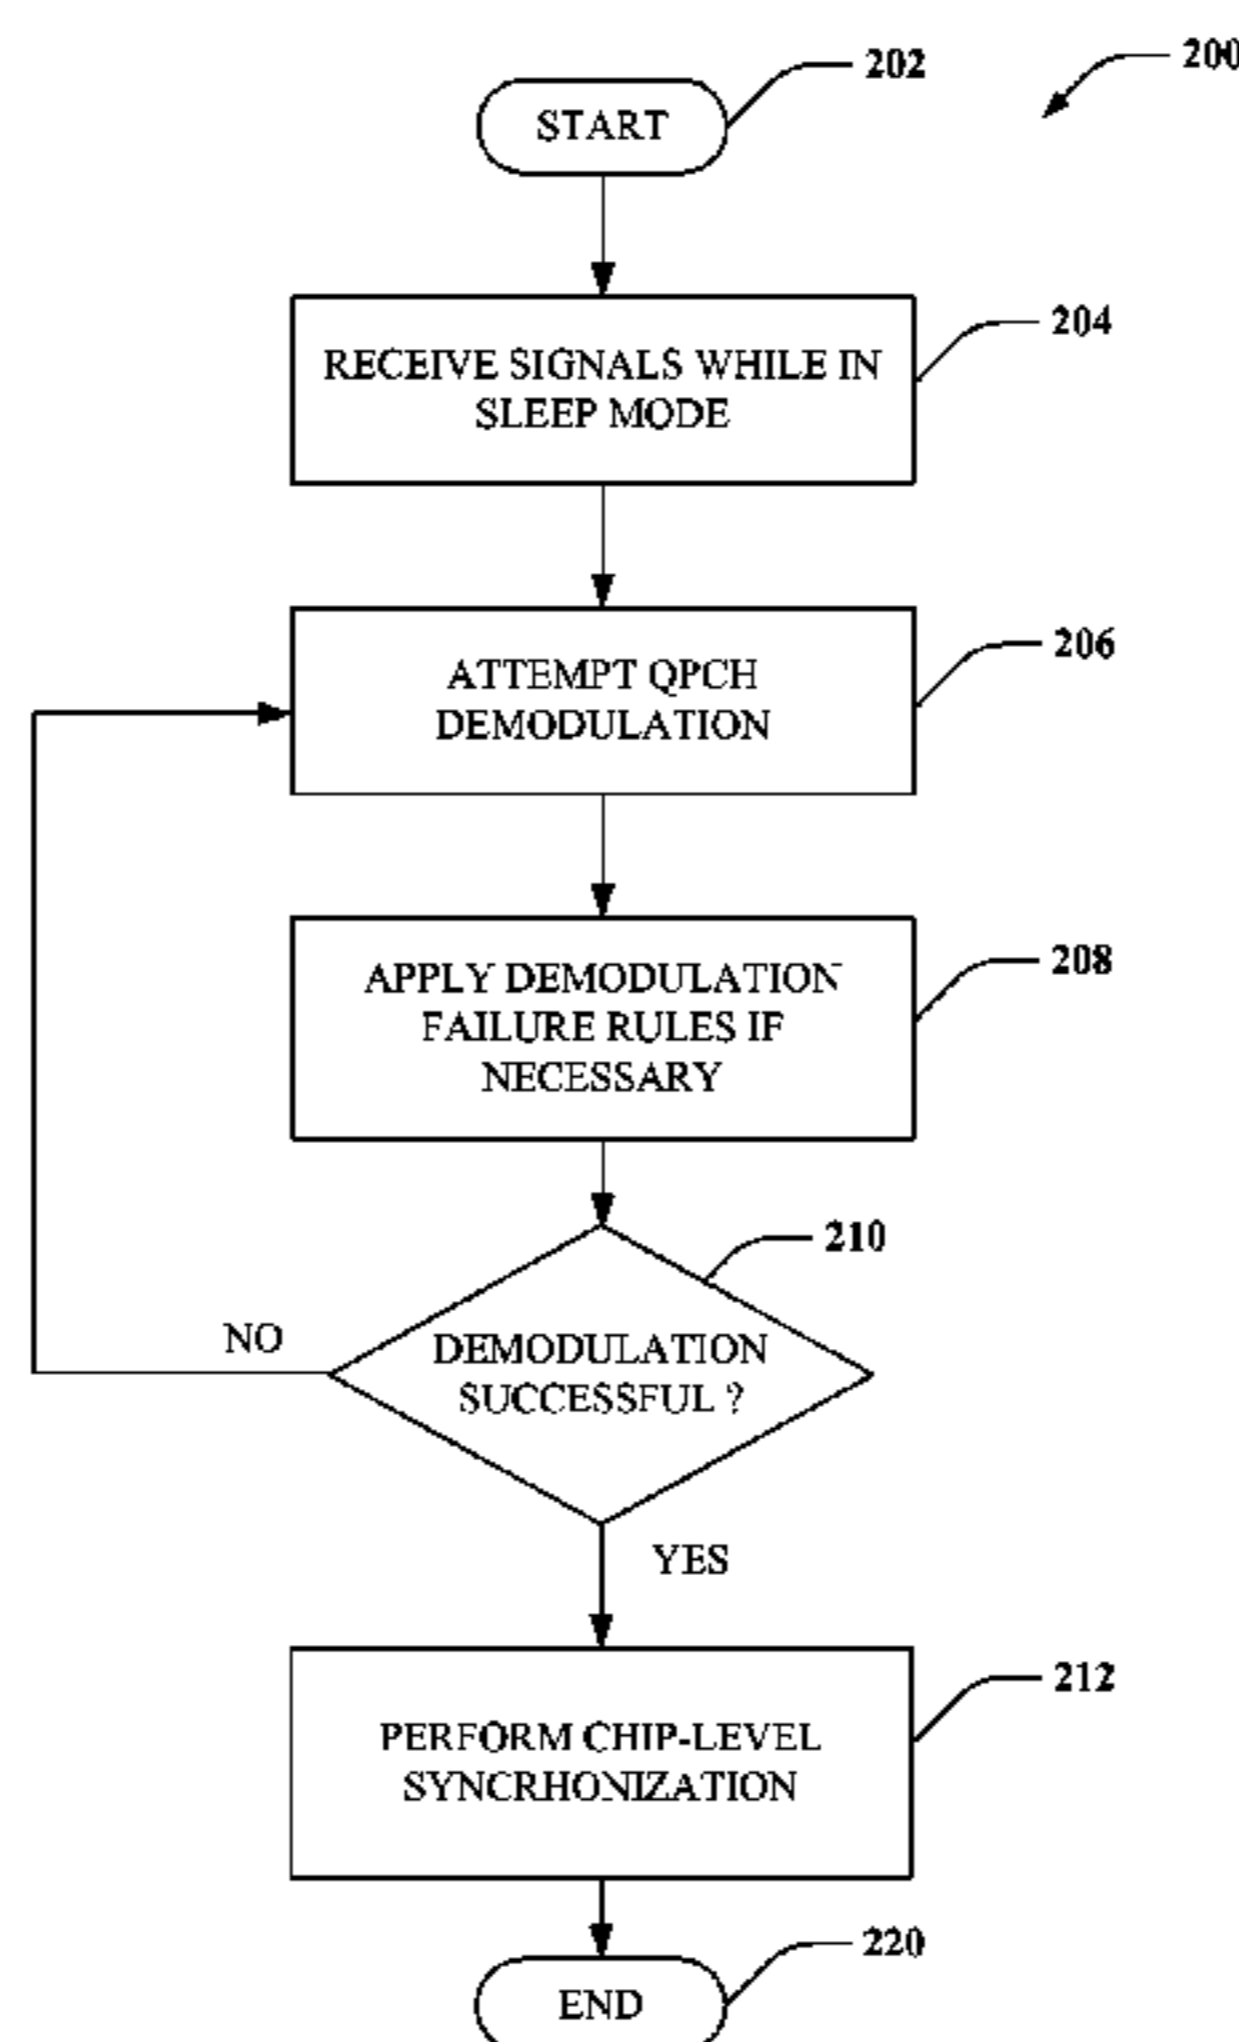 200
202
START
204
RECEIVE SIGNALS WHILE IN
SLEEP MODE
206
ATTEMPT QPCH
DEMODULATION
208
APPLY DEMODULATION
FAILURE RULES IF
NECESSARY
210
DEMODULATION
SUCCESSFUL ?
NO
YES
212
PERFORM CHIP-LEVEL
SYNCRHONIZATION
220
END